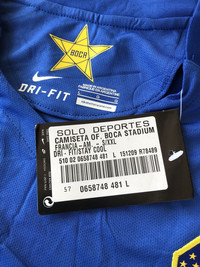 BOCA
DRI-FIT
SOLO DEPORTES
CAMISETA OF. BOCA STADIUM
FRANCIA -AM. - S/XXL
DRI - FIT/STAY COOL
510 02 0658748 481 L 151209 R78489
57 0658748 481 L